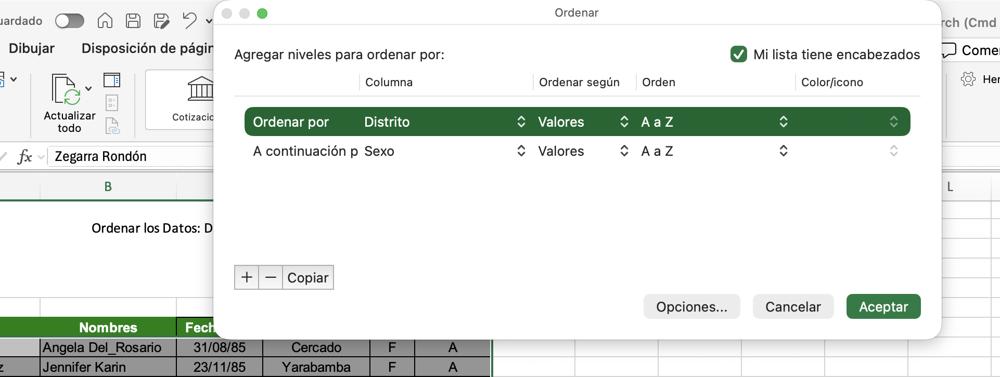 Ordenar
uardado
rch (Cmd
Dibujar
Disposición de págin
Comer
Agregar niveles para ordenar por:
Mi lista tiene encabezados
Columna
Ordenar según
Orden
Color/icono
Her
Actualizar
todo
Cotizacio
Ordenar por Distrito Valores A a Z
A continuación p Sexo Valores A a Z
fx Zegarra Rondón
B
L
Ordenar los Datos: D
+ − Copiar
Opciones...
Cancelar
Aceptar
Nombres Fech
Angela Del_Rosario 31/08/85 Cercado F A
z Jennifer Karin 23/11/85 Yarabamba F A